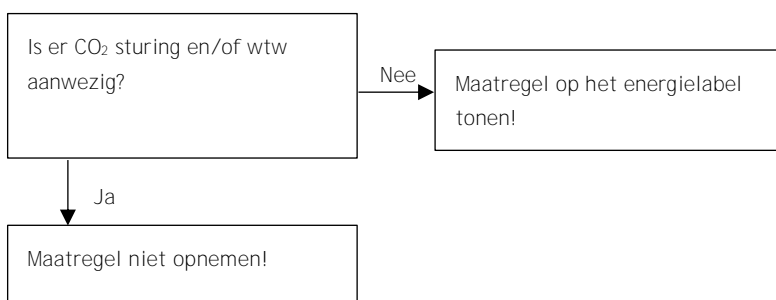 Is er CO₂ sturing en/of wtw
aanwezig?
Nee
Maatregel op het energielabel
tonen!
Ja
Maatregel niet opnemen!